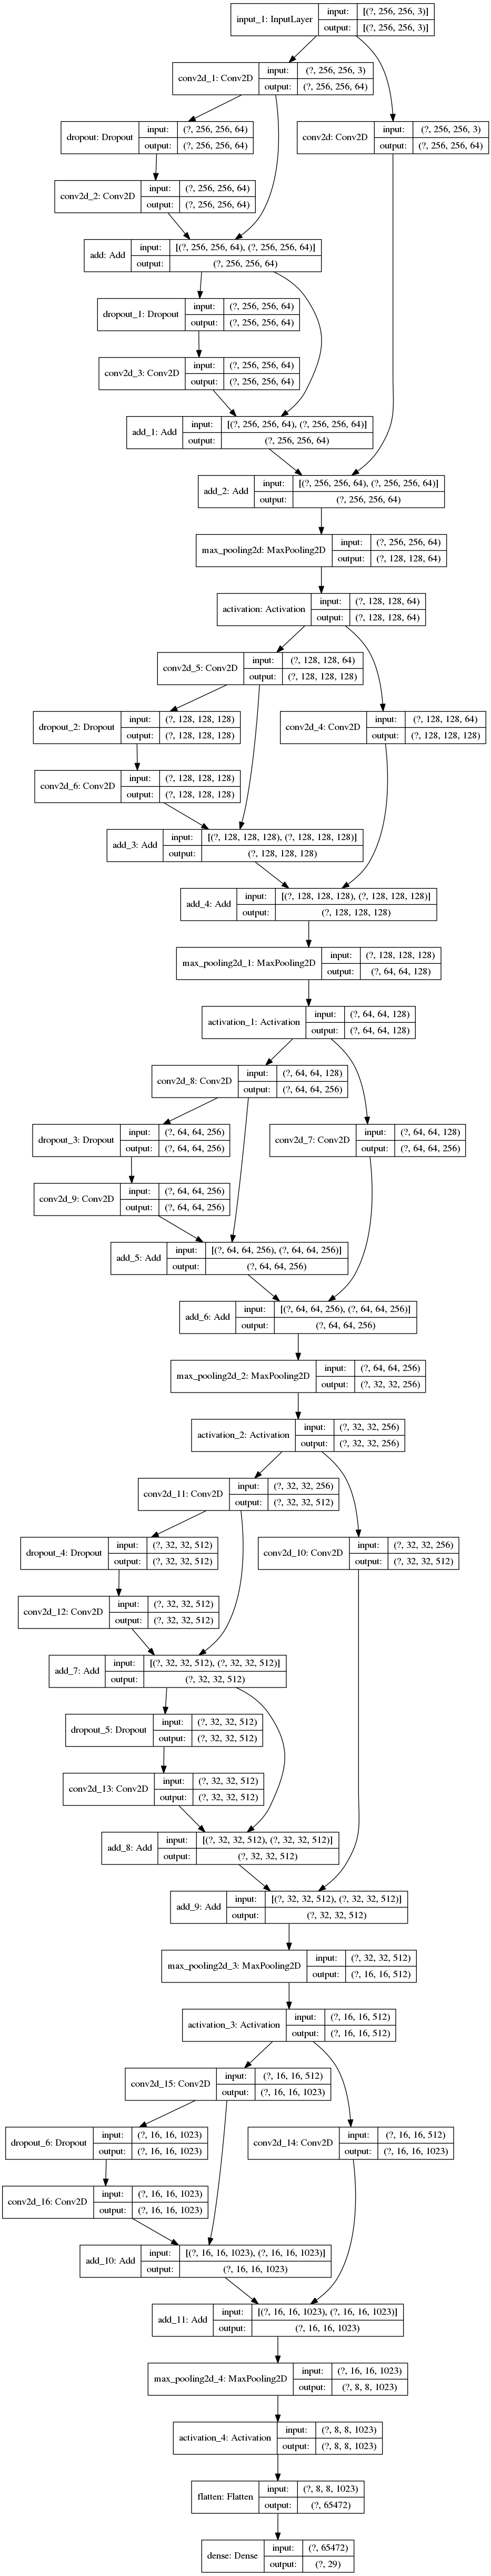 input_1: InputLayer
input: [(?, 256, 256, 3)]
output: [(?, 256, 256, 3)]
conv2d_1: Conv2D
input: (?, 256, 256, 3)
output: (?, 256, 256, 64)
dropout: Dropout
input: (?, 256, 256, 64)
output: (?, 256, 256, 64)
conv2d: Conv2D
input: (?, 256, 256, 3)
output: (?, 256, 256, 64)
conv2d_2: Conv2D
input: (?, 256, 256, 64)
output: (?, 256, 256, 64)
add: Add
input: [(?, 256, 256, 64), (?, 256, 256, 64)]
output: (?, 256, 256, 64)
dropout_1: Dropout
input: (?, 256, 256, 64)
output: (?, 256, 256, 64)
conv2d_3: Conv2D
input: (?, 256, 256, 64)
output: (?, 256, 256, 64)
add_1: Add
input: [(?, 256, 256, 64), (?, 256, 256, 64)]
output: (?, 256, 256, 64)
add_2: Add
input: [(?, 256, 256, 64), (?, 256, 256, 64)]
output: (?, 256, 256, 64)
max_pooling2d: MaxPooling2D
input: (?, 256, 256, 64)
output: (?, 128, 128, 64)
activation: Activation
input: (?, 128, 128, 64)
output: (?, 128, 128, 64)
conv2d_5: Conv2D
input: (?, 128, 128, 64)
output: (?, 128, 128, 128)
dropout_2: Dropout
input: (?, 128, 128, 128)
output: (?, 128, 128, 128)
conv2d_4: Conv2D
input: (?, 128, 128, 64)
output: (?, 128, 128, 128)
conv2d_6: Conv2D
input: (?, 128, 128, 128)
output: (?, 128, 128, 128)
add_3: Add
input: [(?, 128, 128, 128), (?, 128, 128, 128)]
output: (?, 128, 128, 128)
add_4: Add
input: [(?, 128, 128, 128), (?, 128, 128, 128)]
output: (?, 128, 128, 128)
max_pooling2d_1: MaxPooling2D
input: (?, 128, 128, 128)
output: (?, 64, 64, 128)
activation_1: Activation
input: (?, 64, 64, 128)
output: (?, 64, 64, 128)
conv2d_8: Conv2D
input: (?, 64, 64, 128)
output: (?, 64, 64, 256)
dropout_3: Dropout
input: (?, 64, 64, 256)
output: (?, 64, 64, 256)
conv2d_7: Conv2D
input: (?, 64, 64, 128)
output: (?, 64, 64, 256)
conv2d_9: Conv2D
input: (?, 64, 64, 256)
output: (?, 64, 64, 256)
add_5: Add
input: [(?, 64, 64, 256), (?, 64, 64, 256)]
output: (?, 64, 64, 256)
add_6: Add
input: [(?, 64, 64, 256), (?, 64, 64, 256)]
output: (?, 64, 64, 256)
max_pooling2d_2: MaxPooling2D
input: (?, 64, 64, 256)
output: (?, 32, 32, 256)
activation_2: Activation
input: (?, 32, 32, 256)
output: (?, 32, 32, 256)
conv2d_11: Conv2D
input: (?, 32, 32, 256)
output: (?, 32, 32, 512)
dropout_4: Dropout
input: (?, 32, 32, 512)
output: (?, 32, 32, 512)
conv2d_10: Conv2D
input: (?, 32, 32, 256)
output: (?, 32, 32, 512)
conv2d_12: Conv2D
input: (?, 32, 32, 512)
output: (?, 32, 32, 512)
add_7: Add
input: [(?, 32, 32, 512), (?, 32, 32, 512)]
output: (?, 32, 32, 512)
dropout_5: Dropout
input: (?, 32, 32, 512)
output: (?, 32, 32, 512)
conv2d_13: Conv2D
input: (?, 32, 32, 512)
output: (?, 32, 32, 512)
add_8: Add
input: [(?, 32, 32, 512), (?, 32, 32, 512)]
output: (?, 32, 32, 512)
add_9: Add
input: [(?, 32, 32, 512), (?, 32, 32, 512)]
output: (?, 32, 32, 512)
max_pooling2d_3: MaxPooling2D
input: (?, 32, 32, 512)
output: (?, 16, 16, 512)
activation_3: Activation
input: (?, 16, 16, 512)
output: (?, 16, 16, 512)
conv2d_15: Conv2D
input: (?, 16, 16, 512)
output: (?, 16, 16, 1023)
dropout_6: Dropout
input: (?, 16, 16, 1023)
output: (?, 16, 16, 1023)
conv2d_14: Conv2D
input: (?, 16, 16, 512)
output: (?, 16, 16, 1023)
conv2d_16: Conv2D
input: (?, 16, 16, 1023)
output: (?, 16, 16, 1023)
add_10: Add
input: [(?, 16, 16, 1023), (?, 16, 16, 1023)]
output: (?, 16, 16, 1023)
add_11: Add
input: [(?, 16, 16, 1023), (?, 16, 16, 1023)]
output: (?, 16, 16, 1023)
max_pooling2d_4: MaxPooling2D
input: (?, 16, 16, 1023)
output: (?, 8, 8, 1023)
activation_4: Activation
input: (?, 8, 8, 1023)
output: (?, 8, 8, 1023)
flatten: Flatten
input: (?, 8, 8, 1023)
output: (?, 65472)
dense: Dense
input: (?, 65472)
output: (?, 29)